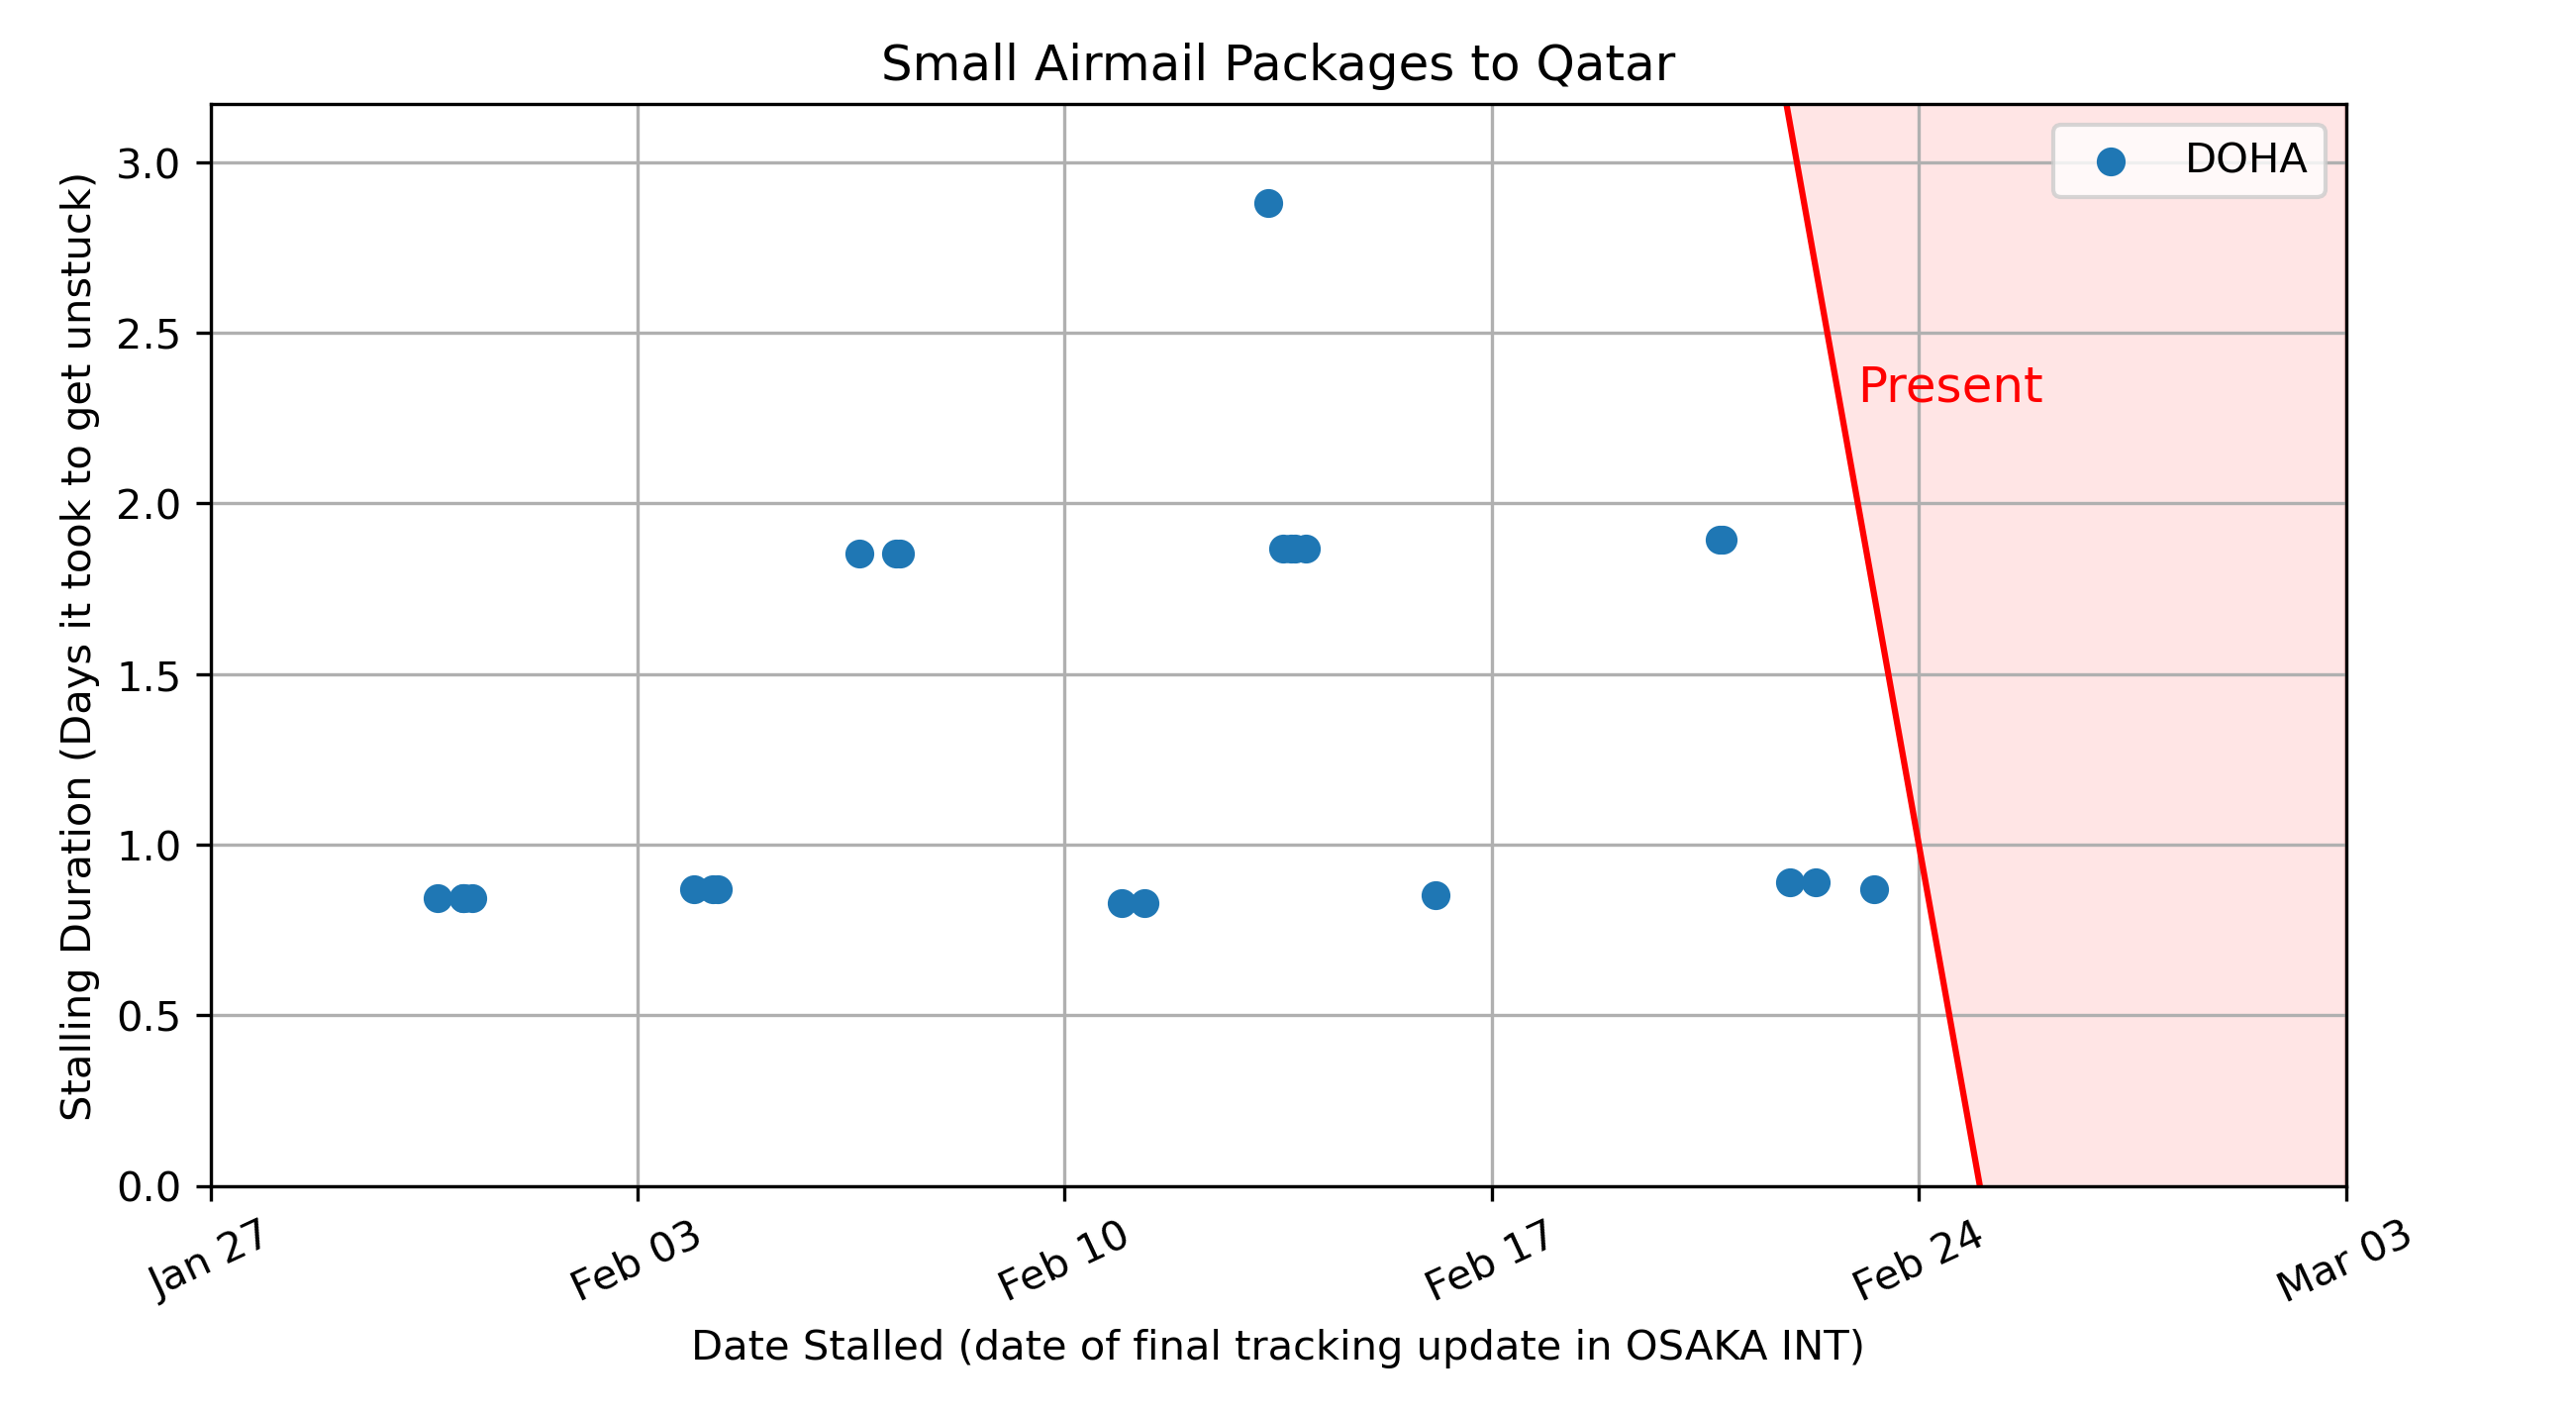 Small Airmail Packages to Qatar
DOHA
Present
Stalling Duration (Days it took to get unstuck)
3.0
2.5
2.0
1.5
1.0
0.5
0.0
Jan 27
Feb 03
Feb 10
Feb 17
Feb 24
Mar 03
Date Stalled (date of final tracking update in OSAKA INT)